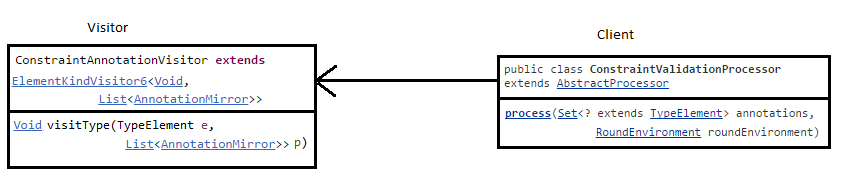 Visitor
ConstraintAnnotationVisitor extends
ElementKindVisitor6<Void,
List<AnnotationMirror>>
Void visitType(TypeElement e,
List<AnnotationMirror>> p)
Client
public class ConstraintValidationProcessor
extends AbstractProcessor
process(Set<? extends TypeElement> annotations,
RoundEnvironment roundEnvironment)